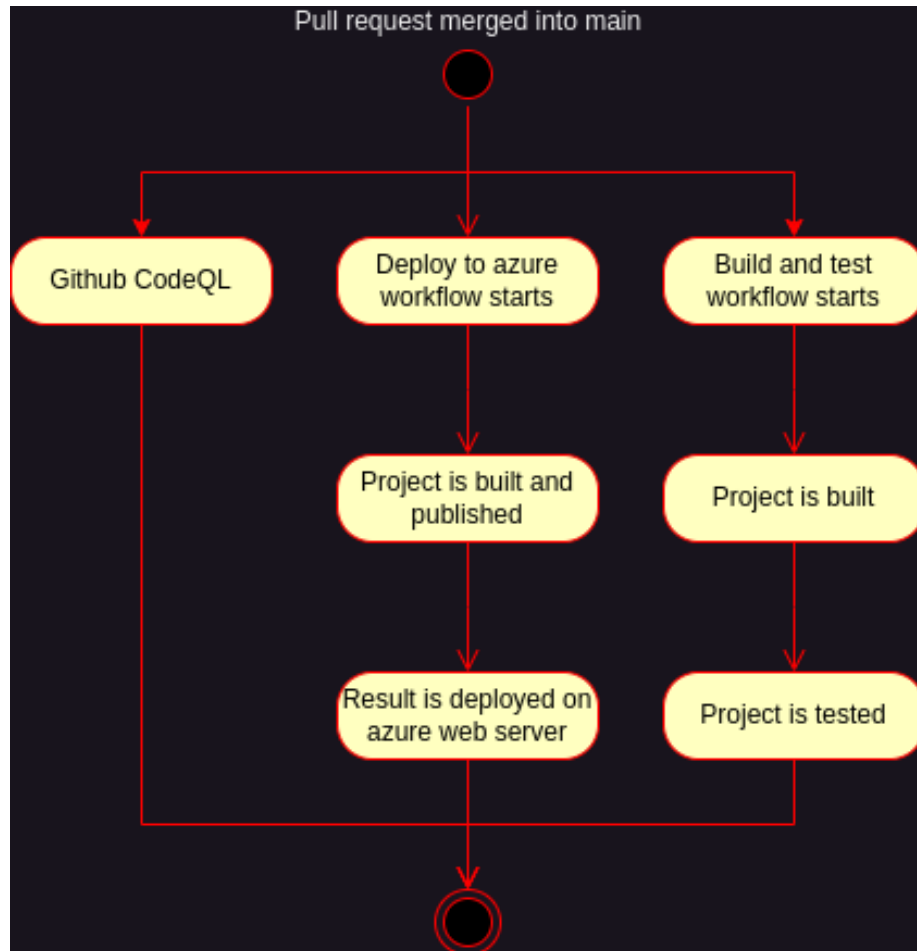 Pull request merged into main
Github CodeQL
Deploy to azure
workflow starts
Build and test
workflow starts
Project is built and
published
Project is built
Result is deployed on
azure web server
Project is tested